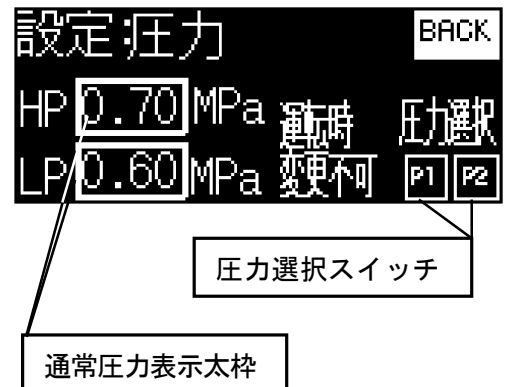 設定:圧力 BACK
HP 0.70 MPa 運転時 圧力選択
LP 0.60 MPa 変更不可 P1 P2
圧力選択スイッチ
通常圧力表示太枠